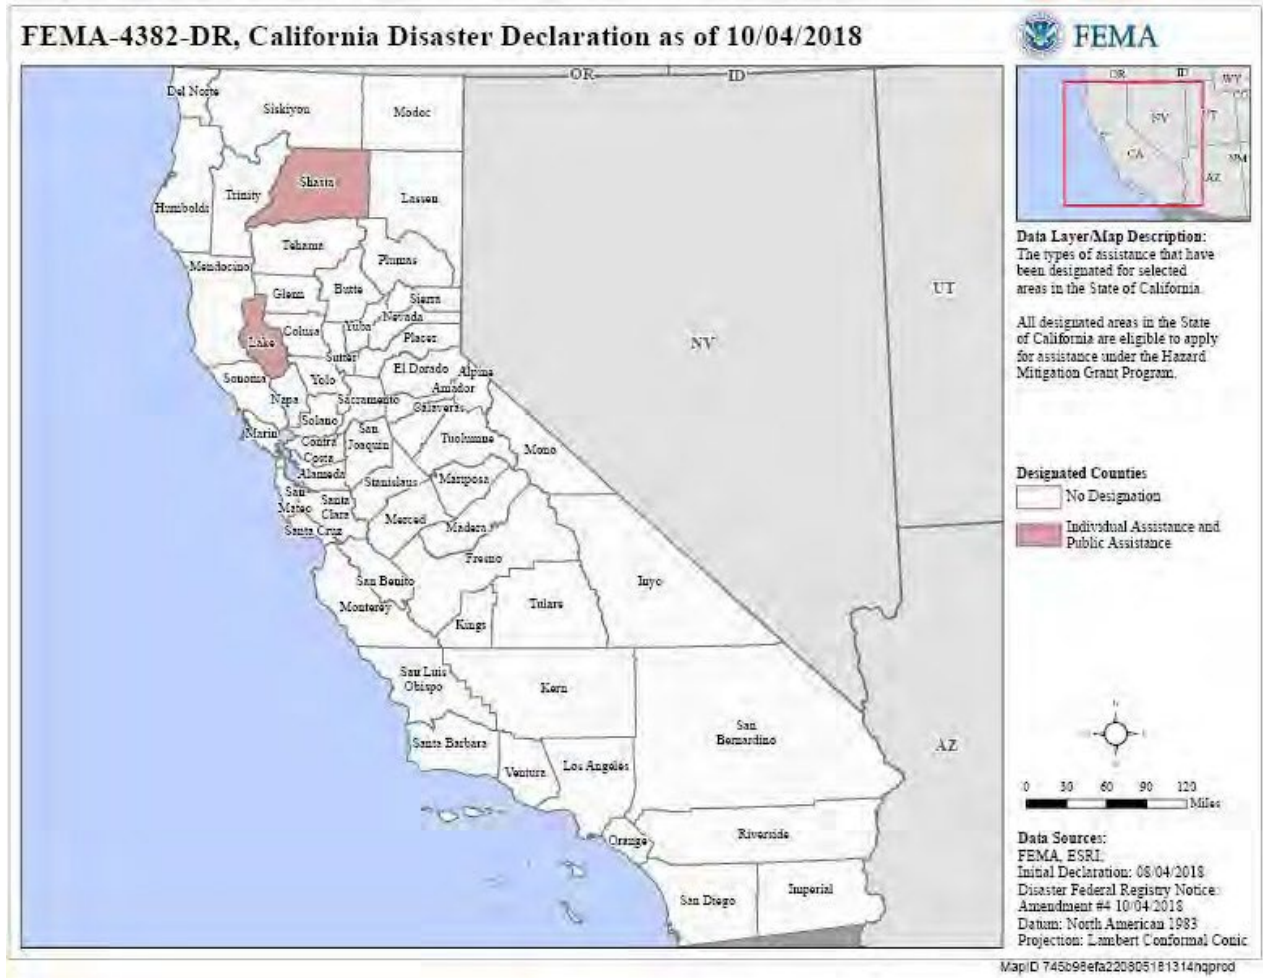 FEMA-4382-DR, California Disaster Declaration as of 10/04/2018
FEMA
OR
ID
Del Norte
Siskiyou
Modoc
Shasta
Trinity
Humboldt
Lassen
Tehama
Plumas
Mendocino
Glenn
Butte
Sierra
Nevada
Yuba
Colusa
Placer
Lake
Sutter
El Dorado
Alpine
Sonoma
Yolo
Amador
Napa
Sacramento
Calaveras
Solano
Marin
San
Joaquin
Contra
Costa
Tuolumne
Mono
Alameda
Stanislaus
Mariposa
San
Mateo
Santa
Clara
Merced
Madera
Santa Cruz
Fresno
San Benito
Inyo
Monterey
Tulare
Kings
San Luis
Obispo
Kern
San
Bernardino
Santa Barbara
Ventura
Los Angeles
Orange
Riverside
San Diego
Imperial
NV
UT
AZ
OR
ID
WY
NV
UT
CA
AZ
NM
Data Layer/Map Description:
The types of assistance that have
been designated for selected
areas in the State of California.
All designated areas in the State
of California are eligible to apply
for assistance under the Hazard
Mitigation Grant Program.
Designated Counties
No Designation
Individual Assistance and
Public Assistance
0 30 60 90 120
Miles
Data Sources:
FEMA, ESRI;
Initial Declaration: 08/04/2018
Disaster Federal Registry Notice:
Amendment #4 10/04/2018
Datum: North American 1983
Projection: Lambert Conformal Conic
MapID 745b98efa220805181314hqprod